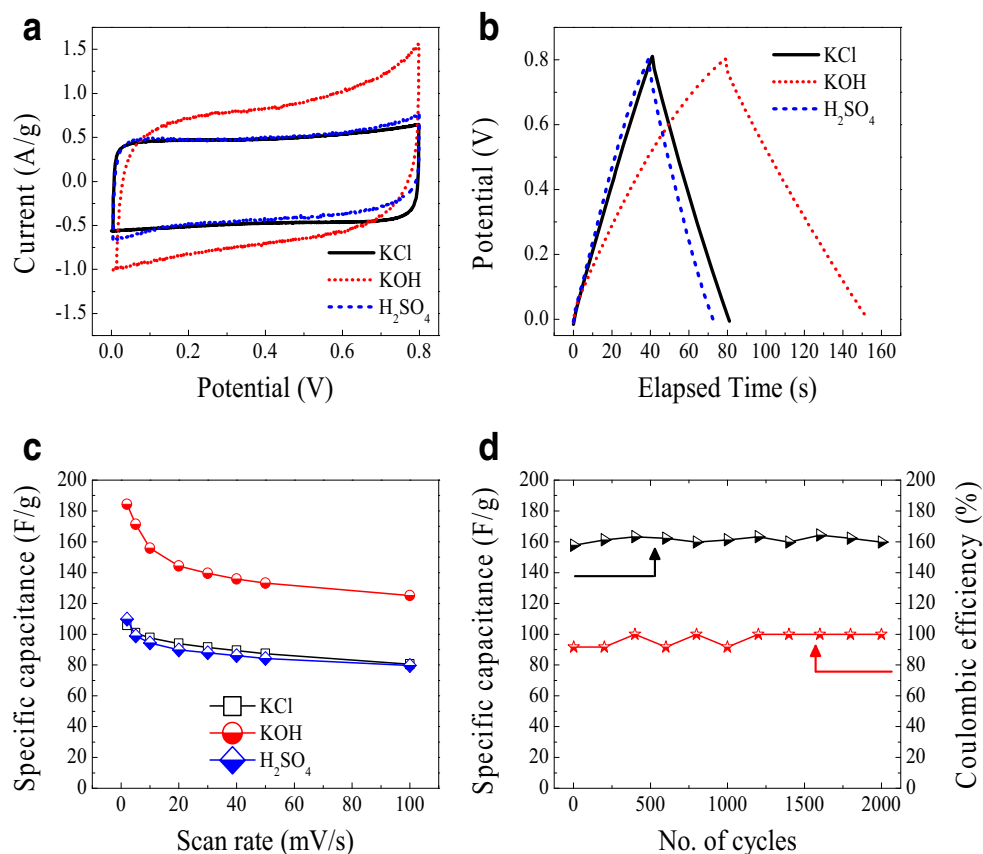 a
1.5
1.0
0.5
0.0
-0.5
-1.0
-1.5
Current (A/g)
KCl
KOH
H₂SO₄
0.0 0.2 0.4 0.6 0.8
Potential (V)
b
0.8
0.6
0.4
0.2
0.0
Potential (V)
KCl
KOH
H₂SO₄
0 20 40 60 80 100 120 140 160
Elapsed Time (s)
c
200
180
160
140
120
100
80
60
40
20
0
Specific capacitance (F/g)
KCl
KOH
H₂SO₄
0 20 40 60 80 100
Scan rate (mV/s)
d
200
180
160
140
120
100
80
60
40
20
0
Specific capacitance (F/g)
200
180
160
140
120
100
80
60
40
20
0
Coulombic efficiency (%)
0 500 1000 1500 2000
No. of cycles